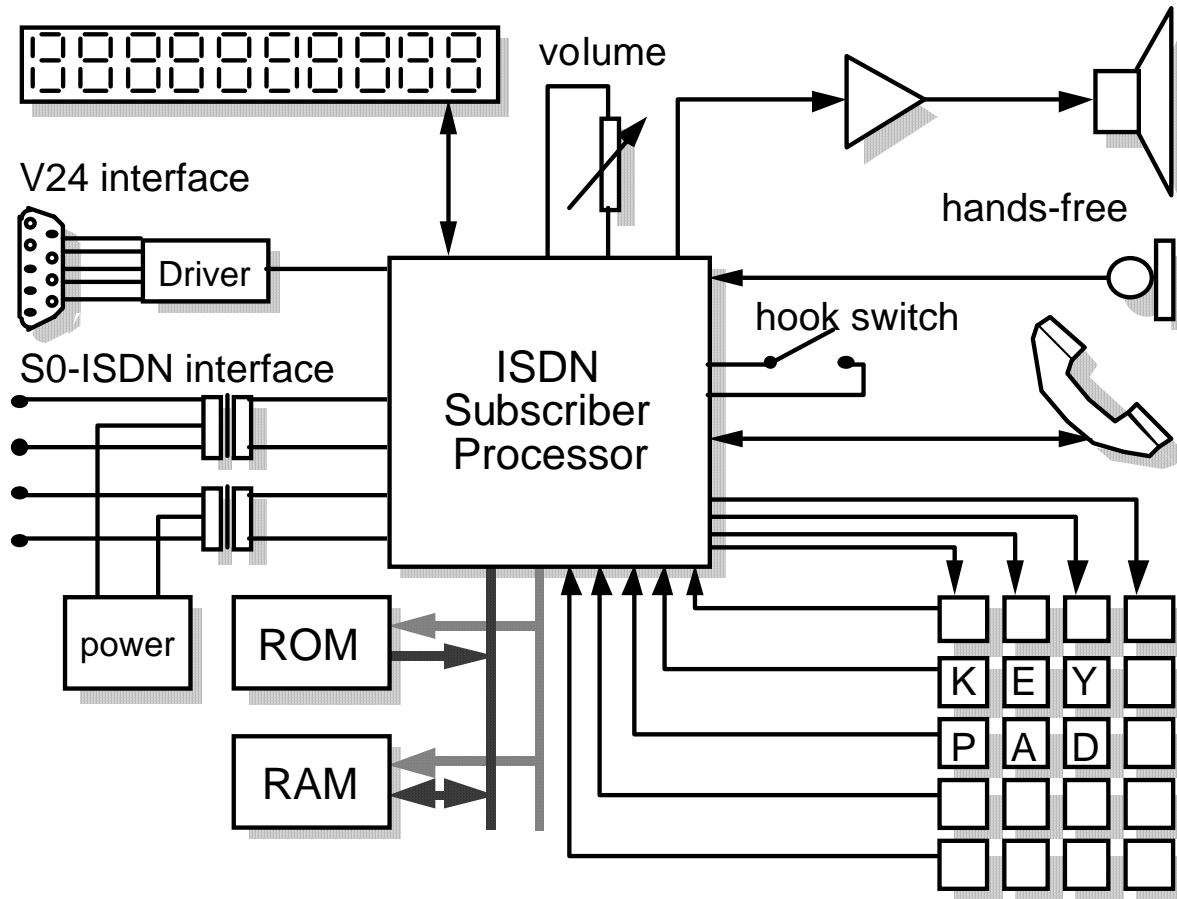 volume
V24 interface
hands-free
Driver
hook switch
S0-ISDN interface
ISDN
Subscriber
Processor
power
ROM
K E Y
P A D
RAM